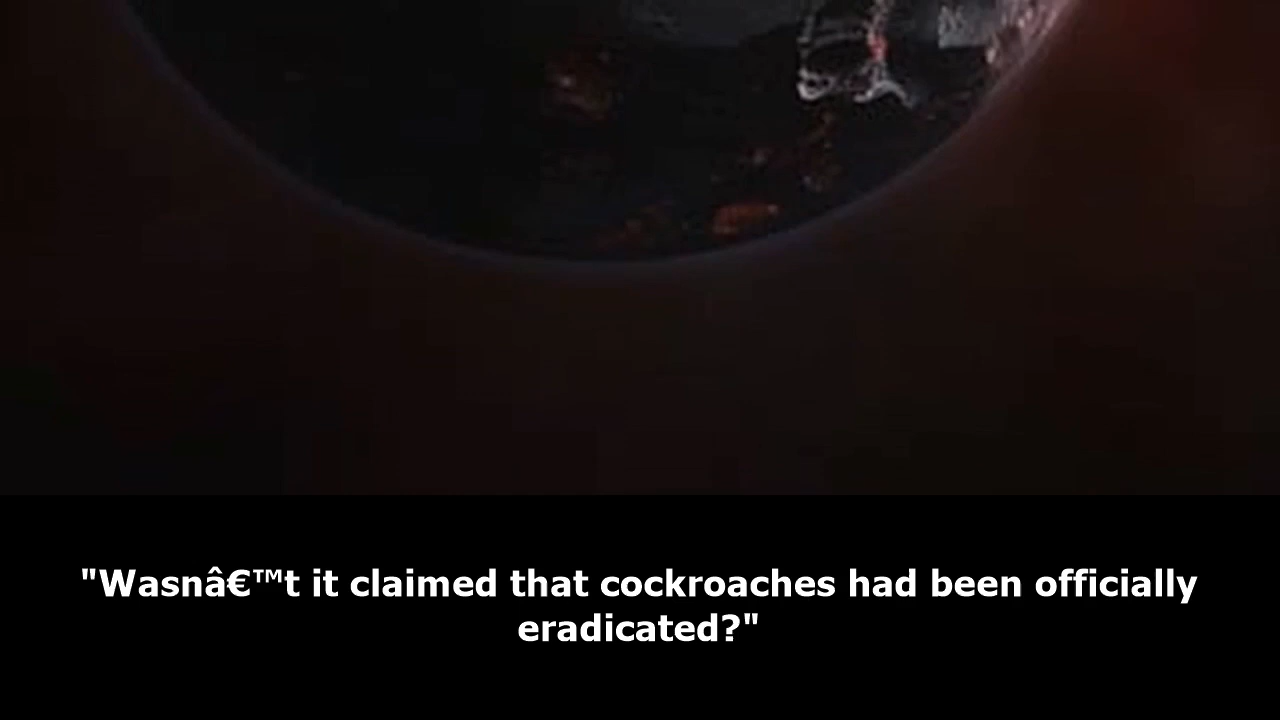 "Wasnâ€™t it claimed that cockroaches had been officially
eradicated?"